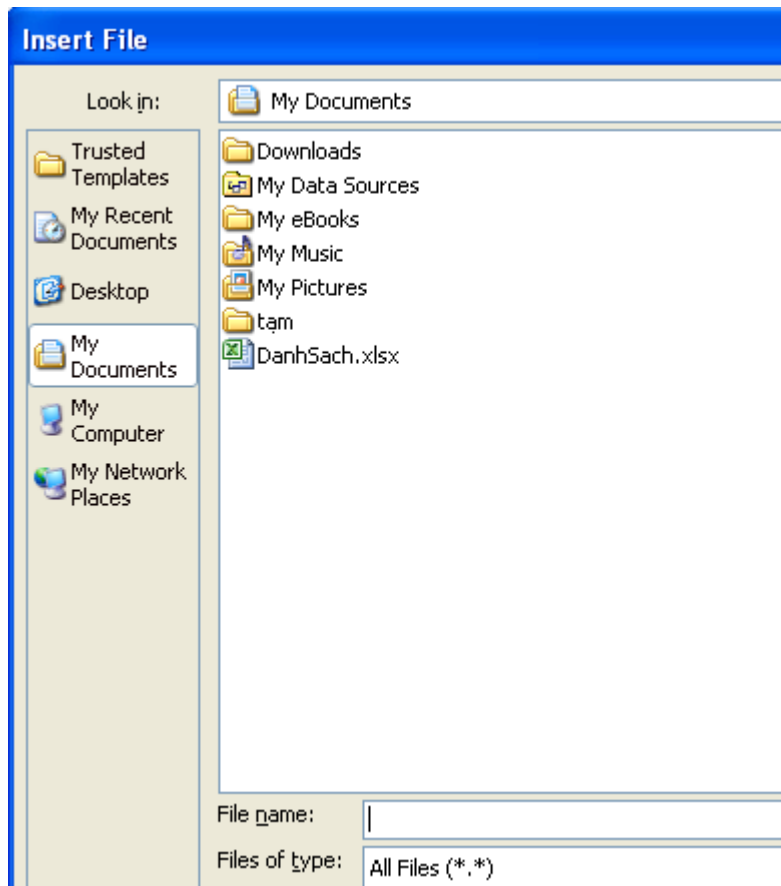 Insert File
Look in:
My Documents
Trusted
Templates
My Recent
Documents
Desktop
My
Documents
My
Computer
My Network
Places
Downloads
My Data Sources
My eBooks
My Music
My Pictures
tạm
DanhSach.xlsx
File name:
Files of type:
All Files (*.*)